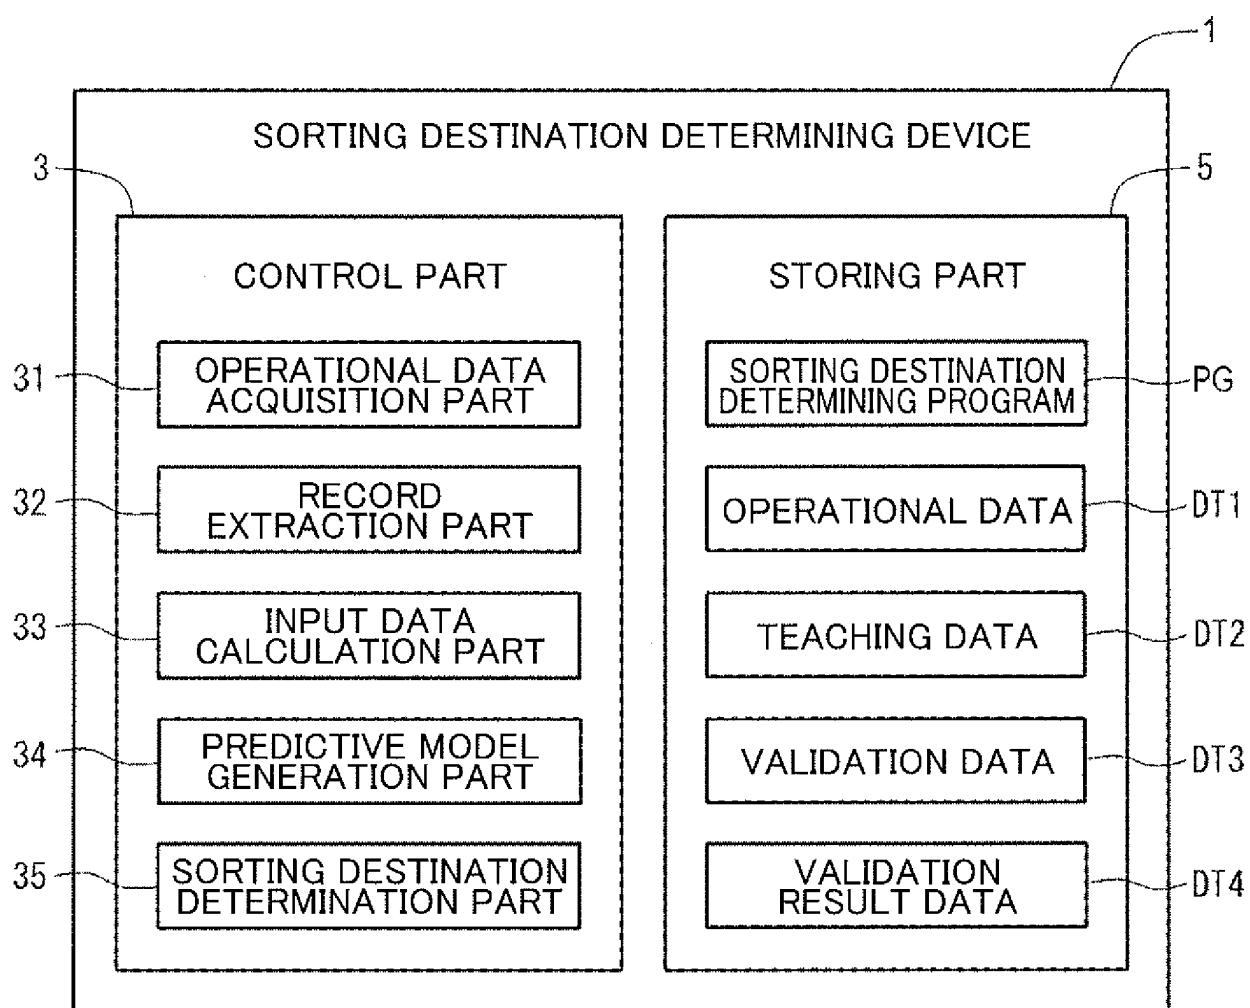 1
SORTING DESTINATION DETERMINING DEVICE
3
5
CONTROL PART
STORING PART
31
OPERATIONAL DATA
ACQUISITION PART
SORTING DESTINATION
DETERMINING PROGRAM
PG
32
RECORD
EXTRACTION PART
OPERATIONAL DATA
DT1
33
INPUT DATA
CALCULATION PART
TEACHING DATA
DT2
34
PREDICTIVE MODEL
GENERATION PART
VALIDATION DATA
DT3
35
SORTING DESTINATION
DETERMINATION PART
VALIDATION
RESULT DATA
DT4